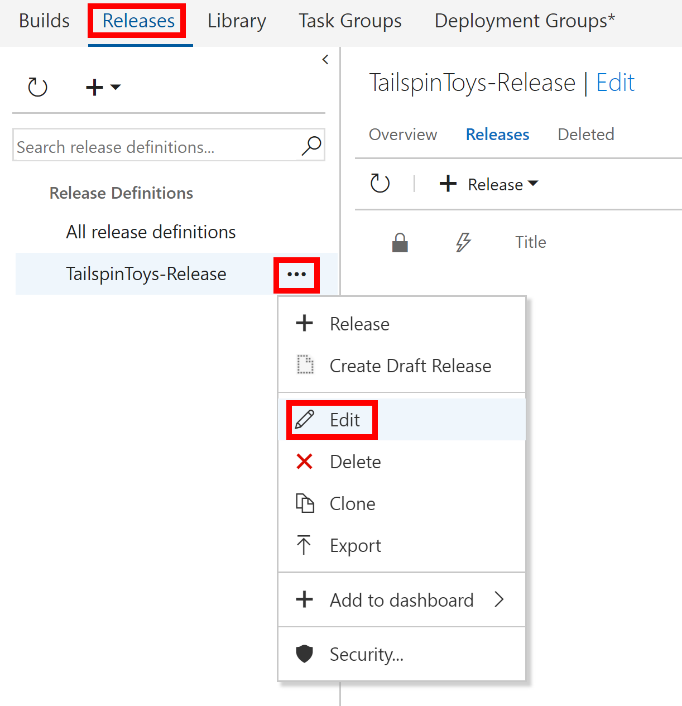 Builds Releases Library Task Groups Deployment Groups*
TailspinToys-Release | Edit
Overview Releases Deleted
Search release definitions...
Release
Release Definitions
All release definitions
Title
TailspinToys-Release ...
Release
Create Draft Release
Edit
Delete
Clone
Export
Add to dashboard
Security...